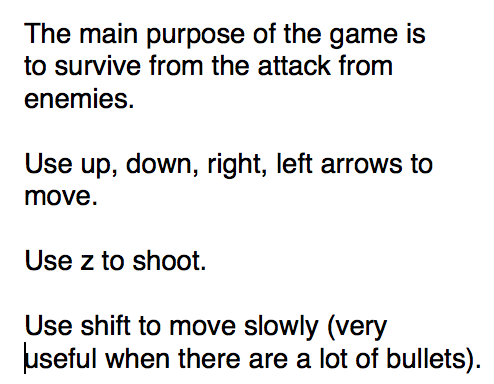 The main purpose of the game is
to survive from the attack from
enemies.
Use up, down, right, left arrows to
move.
Use z to shoot.
Use shift to move slowly (very
useful when there are a lot of bullets).